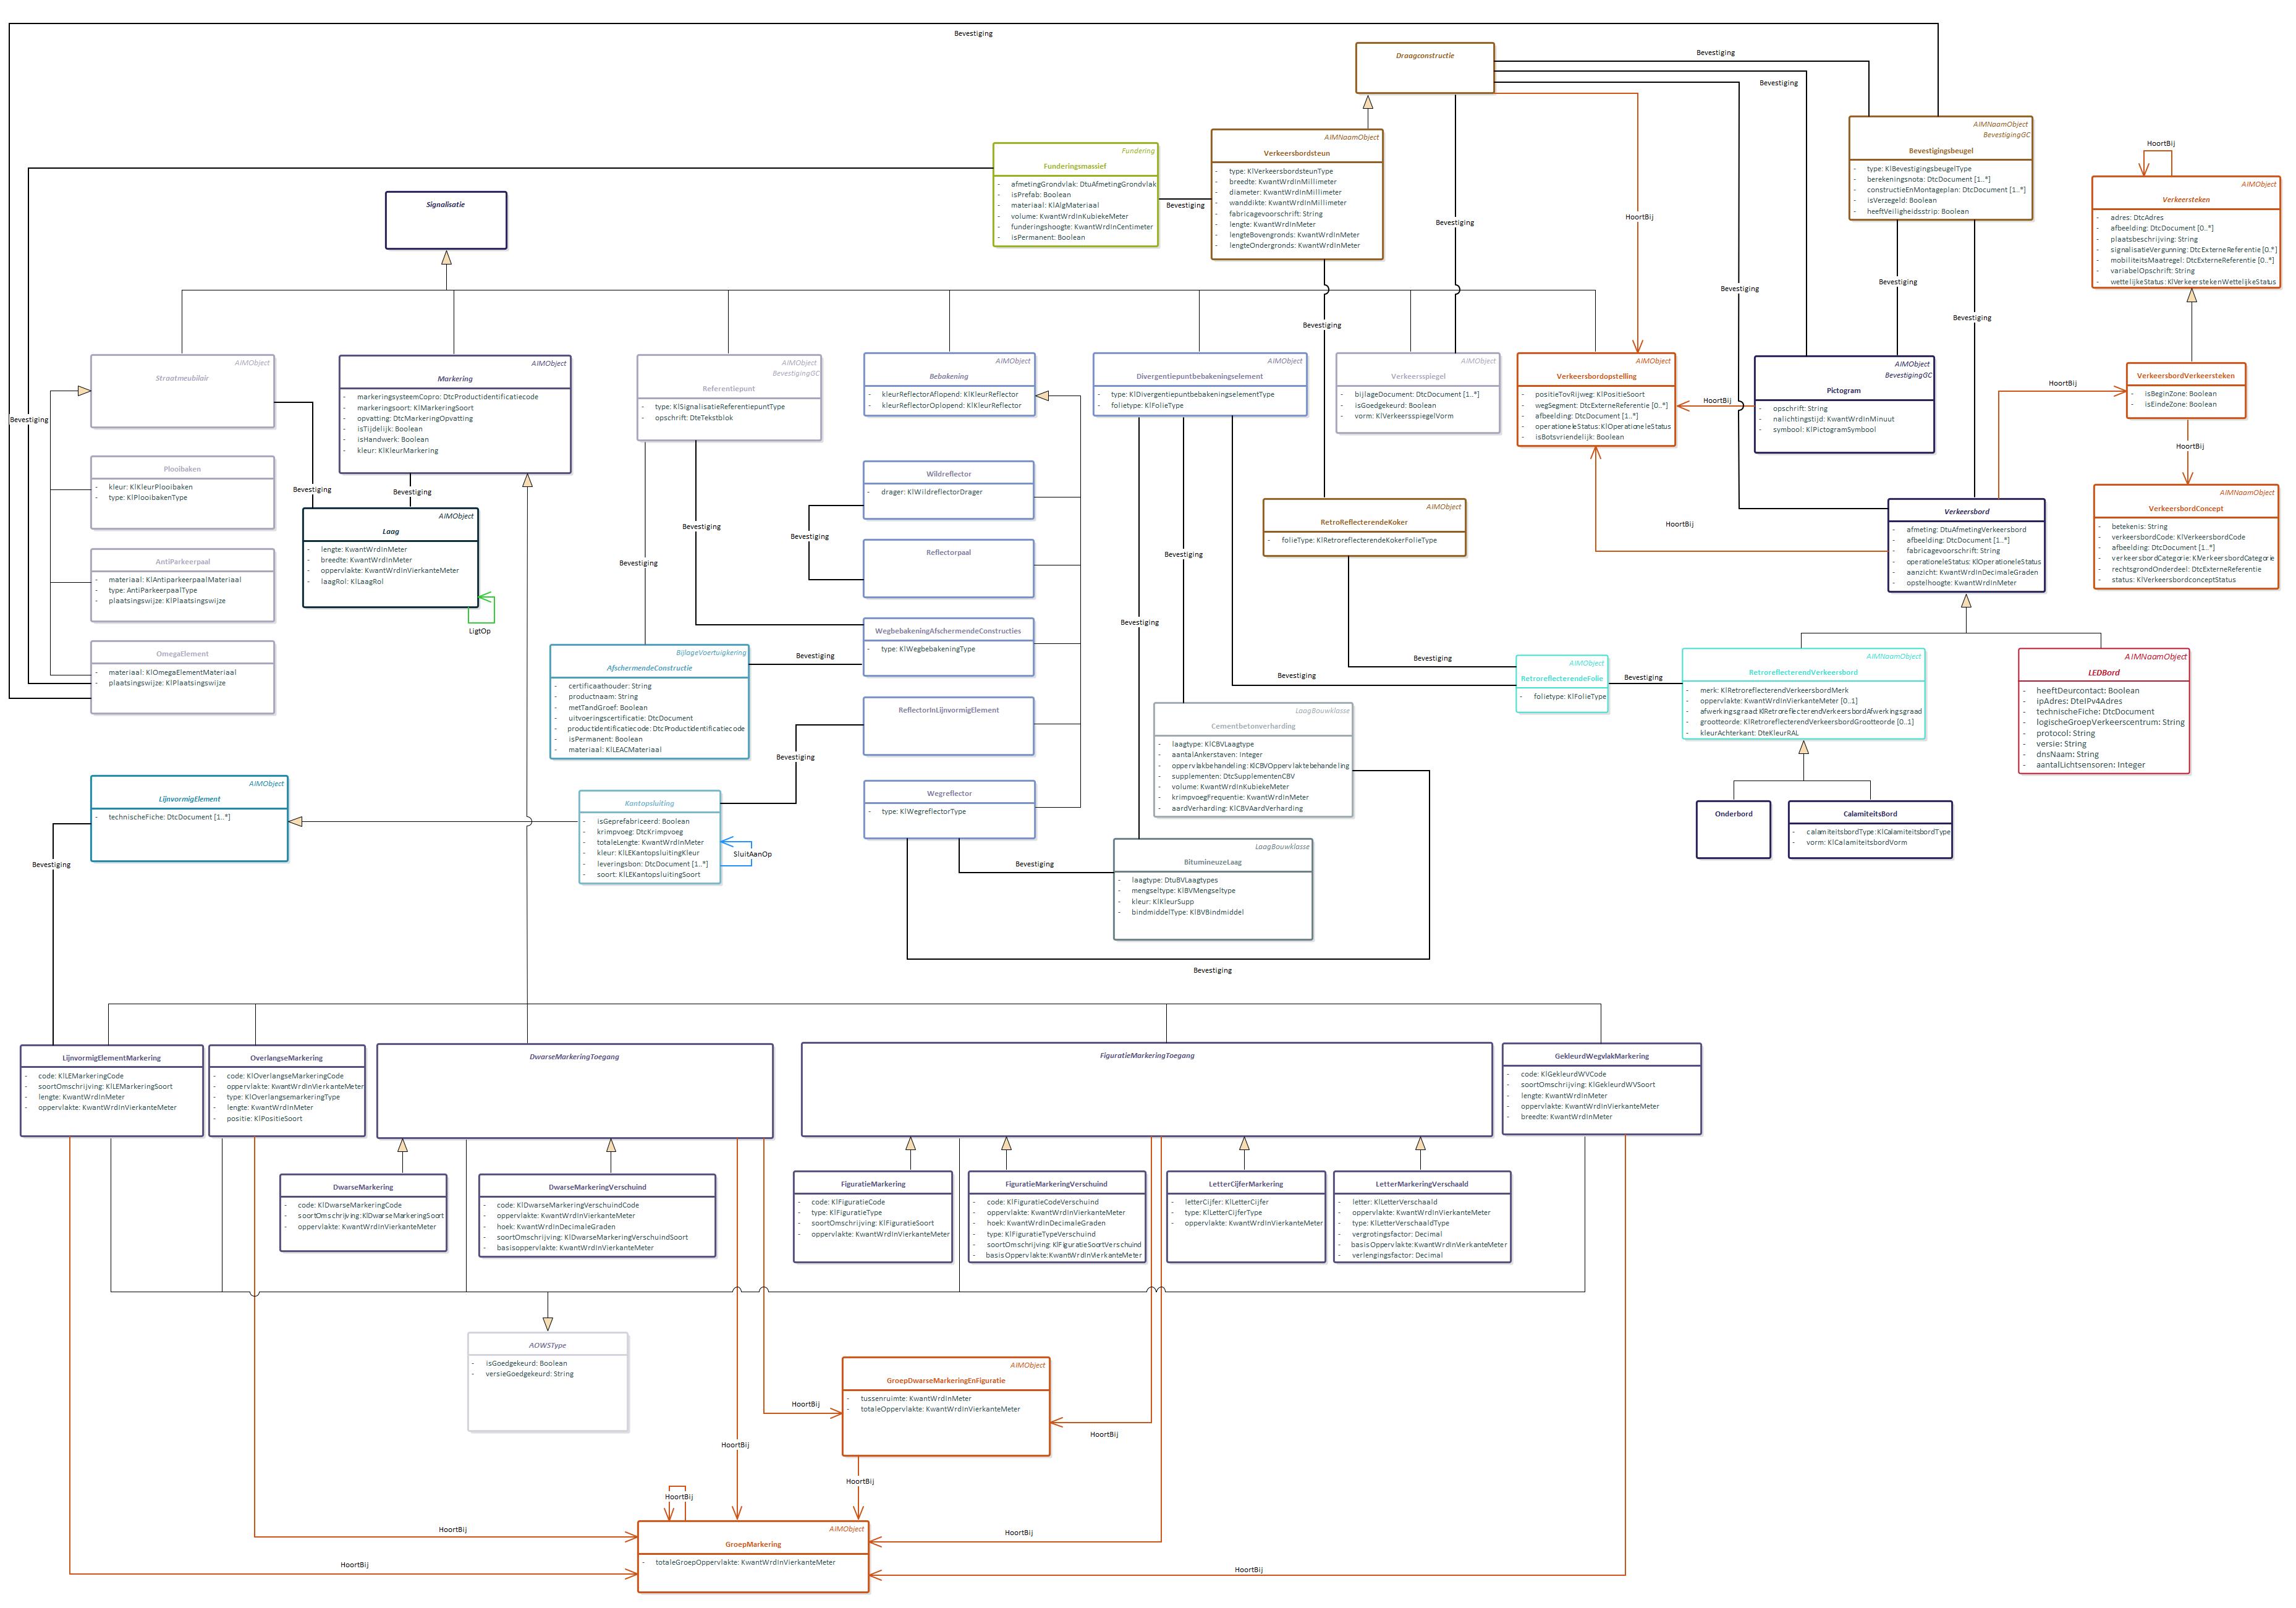 Bevestiging
Draagconstructie
Bevestiging
Bevestiging
AIMNaamObject
BevestigingGC
Bevestigingsbeugel
- type: KlBevestigingsbeugelType
- berekeningsnota: DtcDocument [1..*]
- constructieEnMontageplan: DtcDocument [1..*]
- isVerzegeld: Boolean
- heeftVeiligheidsstrip: Boolean
AIMNaamObject
Verkeersbordsteun
- type: KlVerkeersbordsteunType
- breedte: KwantWrdInMillimeter
- diameter: KwantWrdInMillimeter
- wanddikte: KwantWrdInMillimeter
- fabricagevoorschrift: String
- lengte: KwantWrdInMeter
- lengteBovengronds: KwantWrdInMeter
- lengteOndergronds: KwantWrdInMeter
Fundering
Funderingsmassief
- afmetingGrondvlak: DtuAfmetingGrondvlak
- isPrefab: Boolean
- materiaal: KlAlgMateriaal
- volume: KwantWrdInKubiekeMeter
- funderingshoogte: KwantWrdInCentimeter
- isPermanent: Boolean
Bevestiging
HoortBij
AIMObject
Verkeersteken
- adres: DtcAdres
- afbeelding: DtcDocument [0..*]
- plaatsbeschrijving: String
- signalisatieVergunning: DtcExterneReferentie [0..*]
- mobiliteitsMaatregel: DtcExterneReferentie [0..*]
- variabelOpschrift: String
- wettelijkeStatus: KlVerkeerstekenWettelijkeStatus
Signalisatie
HoortBij
Bevestiging
Bevestiging
Bevestiging
Bevestiging
Bevestiging
AIMObject
Straatmeubilair
AIMObject
Markering
- markeringsysteemCopro: DtcProductidentificatiecode
- markeringsoort: KlMarkeringSoort
- opvatting: DtcMarkeringOpvatting
- isTijdelijk: Boolean
- isHandwerk: Boolean
- kleur: KlKleurMarkering
AIMObject
BevestigingGC
Referentiepunt
- type: KlSignalisatieReferentiepuntType
- opschrift: DteTekstblok
AIMObject
Bebakening
- kleurReflectorAflopend: KlKleurReflector
- kleurReflectorOplopend: KlKleurReflector
AIMObject
Divergentiepuntbebakeningselement
- type: KlDivergentiepuntbebakeningselementType
- folietype: KlFolieType
AIMObject
Verkeersspiegel
- bijlageDocument: DtcDocument [1..*]
- isGoedgekeurd: Boolean
- vorm: KlVerkeersspiegelVorm
AIMObject
Verkeersbordopstelling
- positieTovRijweg: KlPositieSoort
- wegSegment: DtcExterneReferentie [0..*]
- afbeelding: DtcDocument [1..*]
- operationeleStatus: KlOperationeleStatus
- isBotsvriendelijk: Boolean
HoortBij
AIMObject
BevestigingGC
Pictogram
- opschrift: String
- nalichtingstijd: KwantWrdInMinuut
- symbool: KlPictogramSymbool
HoortBij
AIMObject
VerkeersbordVerkeersteken
- isBeginZone: Boolean
- isEindeZone: Boolean
HoortBij
Bevestiging
Plooibaken
- kleur: KlKleurPlooibaken
- type: KlPlooibakenType
Bevestiging
Bevestiging
AIMObject
Laag
- lengte: KwantWrdInMeter
- breedte: KwantWrdInMeter
- oppervlakte: KwantWrdInVierkanteMeter
- laagRol: KlLaagRol
LigtOp
AntiParkeerpaal
- materiaal: KlAntiparkeerpaalMateriaal
- type: AntiParkeerpaalType
- plaatsingswijze: KlPlaatsingswijze
OmegaElement
- materiaal: KlOmegaElementMateriaal
- plaatsingswijze: KlPlaatsingswijze
Bevestiging
Bevestiging
Wildreflector
- drager: KlWildreflectorDrager
Bevestiging
Reflectorpaal
WegbebakeningAfschermendeConstructies
- type: KlWegbebakeningType
Bevestiging
BijlageVoertuigkering
AfschermendeConstructie
- certificaathouder: String
- productnaam: String
- metTandGroef: Boolean
- uitvoeringscertificatie: DtcDocument
- productidentificatiecode: DtcProductidentificatiecode
- isPermanent: Boolean
- materiaal: KlLEACMateriaal
ReflectorInLijnvormigElement
Bevestiging
Wegreflector
- type: KlWegreflectorType
Bevestiging
Bevestiging
AIMObject
RetroReflecterendeKoker
- folieType: KlRetroreflecterendeKokerFolieType
Bevestiging
Bevestiging
HoortBij
AIMObject
RetroreflecterendeFolie
- folietype: KlFolieType
Bevestiging
Verkeersbord
- afmeting: DtuAfmetingVerkeersbord
- afbeelding: DtcDocument [1..*]
- fabricagevoorschrift: String
- operationeleStatus: KlOperationeleStatus
- aanzicht: KwantWrdInDecimaleGraden
- opstelhoogte: KwantWrdInMeter
AIMNaamObject
VerkeersbordConcept
- betekenis: String
- verkeersbordCode: KlVerkeersbordCode
- afbeelding: DtcDocument [1..*]
- verkeersbordCategorie: KlVerkeersbordCategorie
- rechtsgrondOnderdeel: DtcExterneReferentie
- status: KlVerkeersbordconceptStatus
AIMNaamObject
RetroreflecterendVerkeersbord
- merk: KlRetroreflecterendVerkeersbordMerk
- oppervlakte: KwantWrdInVierkanteMeter [0..1]
- afwerkingsgraad: KlRetroreflecterendVerkeersbordAfwerkingsgraad
- grootteorde: KlRetroreflecterendVerkeersbordGrootteorde [0..1]
- kleurAchterkant: DteKleurRAL
AIMNaamObject
LEDBord
- heeftDeurcontact: Boolean
- ipAdres: DteIPv4Adres
- technischeFiche: DtcDocument
- logischeGroepVerkeerscentrum: String
- protocol: String
- versie: String
- dnsNaam: String
- aantalLichtsensoren: Integer
Onderbord
CalamiteitsBord
- calamiteitsbordType: KlCalamiteitsbordType
- vorm: KlCalamiteitsbordVorm
LaagBouwklasse
Cementbetonverharding
- laagtype: KlCBVLaagtype
- aantalAnkerstaven: Integer
- oppervlakbehandeling: KlCBVOppervlaktebehandeling
- supplementen: DtcSupplementenCBV
- volume: KwantWrdInKubiekeMeter
- krimpvoegFrequentie: KwantWrdInMeter
- aardVerharding: KlCBVAardVerharding
LaagBouwklasse
BitumineuzeLaag
- laagtype: DtuBVLaagtypes
- mengseltype: KlBVMengseltype
- kleur: KlKleurSupp
- bindmiddelType: KlBVBindmiddel
Bevestiging
Bevestiging
AIMObject
LijnvormigElement
- technischeFiche: DtcDocument [1..*]
Bevestiging
Kantopsluiting
- isGeprefabriceerd: Boolean
- krimpvoeg: DtcKrimpvoeg
- totaleLengte: KwantWrdInMeter
- kleur: KlLEKantopsluitingKleur
- leveringsbon: DtcDocument [1..*]
- soort: KlLEKantopsluitingSoort
SluitAanOp
LijnvormigElementMarkering
- code: KlLEMarkeringCode
- soortOmschrijving: KlLEMarkeringSoort
- lengte: KwantWrdInMeter
- oppervlakte: KwantWrdInVierkanteMeter
OverlangseMarkering
- code: KlOverlangseMarkeringCode
- oppervlakte: KwantWrdInVierkanteMeter
- type: KlOverlangsemarkeringType
- lengte: KwantWrdInMeter
- positie: KlPositieSoort
DwarseMarkeringToegang
FiguratieMarkeringToegang
GekleurdWegvlakMarkering
- code: KlGekleurdWVCode
- soortOmschrijving: KlGekleurdWVSoort
- lengte: KwantWrdInMeter
- oppervlakte: KwantWrdInVierkanteMeter
- breedte: KwantWrdInMeter
DwarseMarkering
- code: KlDwarseMarkeringCode
- soortOmschrijving: KlDwarseMarkeringSoort
- oppervlakte: KwantWrdInVierkanteMeter
DwarseMarkeringVerschuind
- code: KlDwarseMarkeringVerschuindCode
- oppervlakte: KwantWrdInVierkanteMeter
- hoek: KwantWrdInDecimaleGraden
- soortOmschrijving: KlDwarseMarkeringVerschuindSoort
- basisoppervlakte: KwantWrdInVierkanteMeter
FiguratieMarkering
- code: KlFiguratieCode
- type: KlFiguratieType
- soortOmschrijving: KlFiguratieSoort
- oppervlakte: KwantWrdInVierkanteMeter
FiguratieMarkeringVerschuind
- code: KlFiguratieCodeVerschuind
- oppervlakte: KwantWrdInVierkanteMeter
- hoek: KwantWrdInDecimaleGraden
- type: KlFiguratieTypeVerschuind
- soortOmschrijving: KlFiguratieSoortVerschuind
- basisOppervlakte: KwantWrdInVierkanteMeter
LetterCijferMarkering
- letterCijfer: KlLetterCijfer
- type: KlLetterCijferType
- oppervlakte: KwantWrdInVierkanteMeter
LetterMarkeringVerschaald
- letter: KlLetterVerschaald
- oppervlakte: KwantWrdInVierkanteMeter
- type: KlLetterVerschaaldType
- vergrotingsfactor: Decimal
- basisOppervlakte: KwantWrdInVierkanteMeter
- verlengingsfactor: Decimal
AOWSType
- isGoedgekeurd: Boolean
- versieGoedgekeurd: String
AIMObject
GroepDwarseMarkeringEnFiguratie
- tussenruimte: KwantWrdInMeter
- totaleOppervlakte: KwantWrdInVierkanteMeter
HoortBij
HoortBij
HoortBij
HoortBij
HoortBij
HoortBij
HoortBij
AIMObject
GroepMarkering
- totaleGroepOppervlakte: KwantWrdInVierkanteMeter
HoortBij
HoortBij